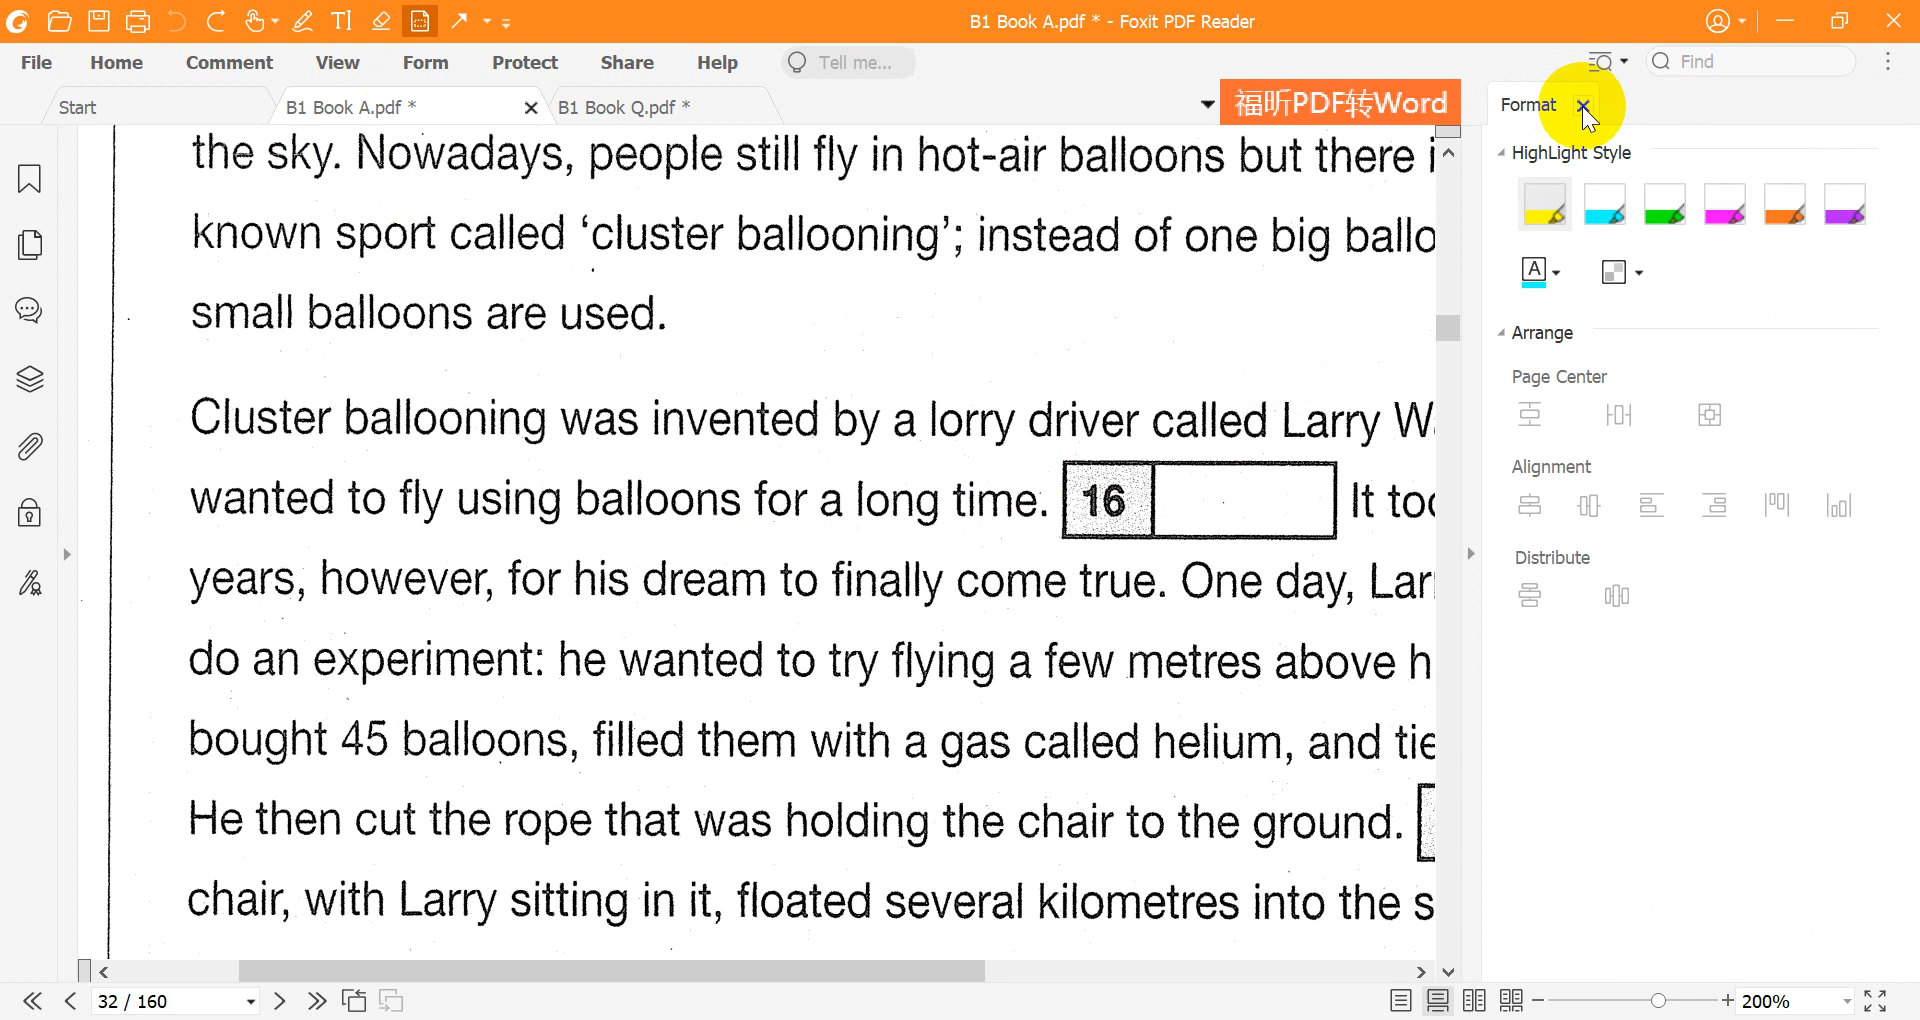 B1 Book A.pdf * - Foxit PDF Reader
File Home Comment View Form Protect Share Help Tell me... Find
Start B1 Book A.pdf * B1 Book Q.pdf * 福昕PDF转Word Format
HighLight Style
the sky. Nowadays, people still fly in hot-air balloons but there
known sport called ‘cluster ballooning’; instead of one big ballo
small balloons are used.
Cluster ballooning was invented by a lorry driver called Larry W
wanted to fly using balloons for a long time. 16 It too
years, however, for his dream to finally come true. One day, Lar
do an experiment: he wanted to try flying a few metres above h
bought 45 balloons, filled them with a gas called helium, and tie
He then cut the rope that was holding the chair to the ground.
chair, with Larry sitting in it, floated several kilometres into the s
A
Arrange
Page Center
Alignment
Distribute
32 / 160 200%